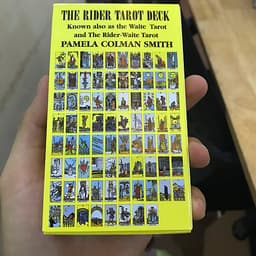 THE RIDER TAROT DECK
Known also as the Waite Tarot
and The Rider-Waite Tarot
PAMELA COLMAN SMITH